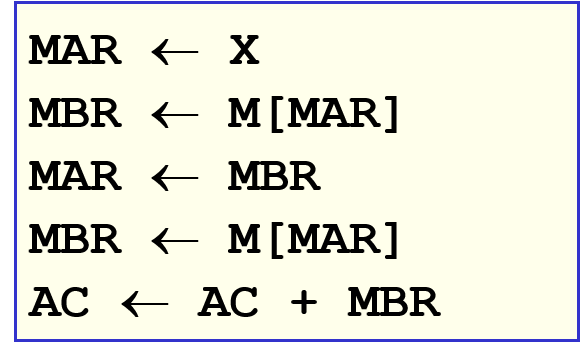 MAR ← X
MBR ← M[MAR]
MAR ← MBR
MBR ← M[MAR]
AC ← AC + MBR